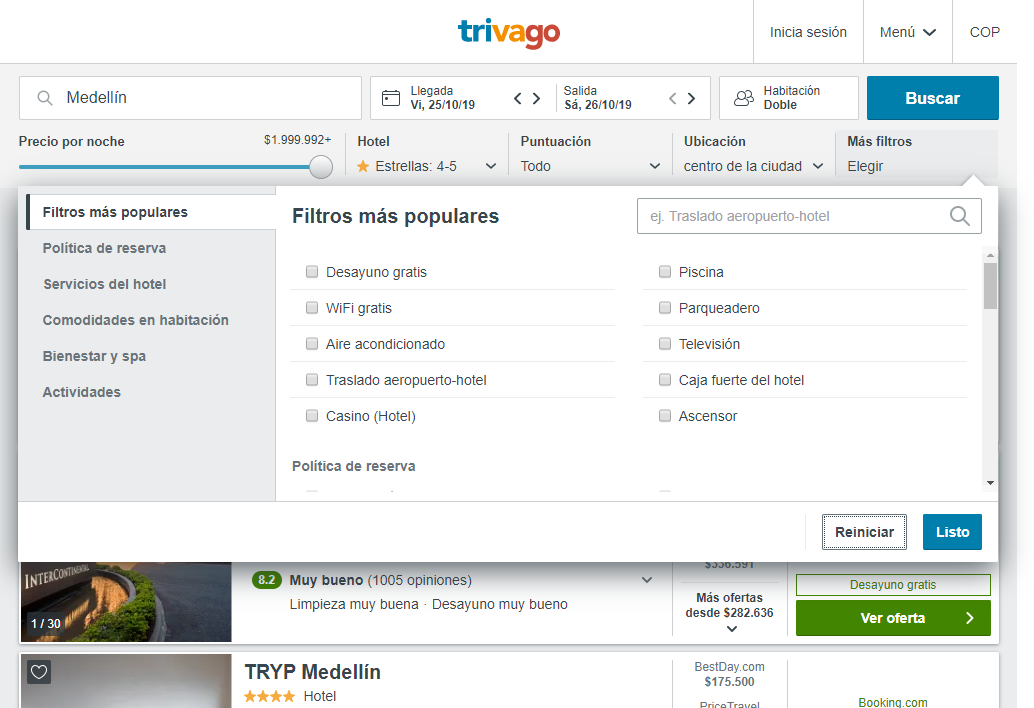 trivago
Inicia sesión
Menú
COP
Medellín
Llegada
Vi, 25/10/19
Salida
Sá, 26/10/19
Habitación
Doble
Buscar
Precio por noche
$1.999.992+
Hotel
Estrellas: 4-5
Puntuación
Todo
Ubicación
centro de la ciudad
Más filtros
Elegir
Filtros más populares
Política de reserva
Servicios del hotel
Comodidades en habitación
Bienestar y spa
Actividades
Filtros más populares
ej. Traslado aeropuerto-hotel
Desayuno gratis
Piscina
WiFi gratis
Parqueadero
Aire acondicionado
Televisión
Traslado aeropuerto-hotel
Caja fuerte del hotel
Casino (Hotel)
Ascensor
Política de reserva
Reiniciar
Listo
INTERCONTINENTAL
1 / 30
8.2 Muy bueno (1005 opiniones)
Limpieza muy buena · Desayuno muy bueno
$336.591
Más ofertas
desde $282.636
Desayuno gratis
Ver oferta
TRYP Medellín
Hotel
BestDay.com
$175.500
PriceTravel
Booking.com